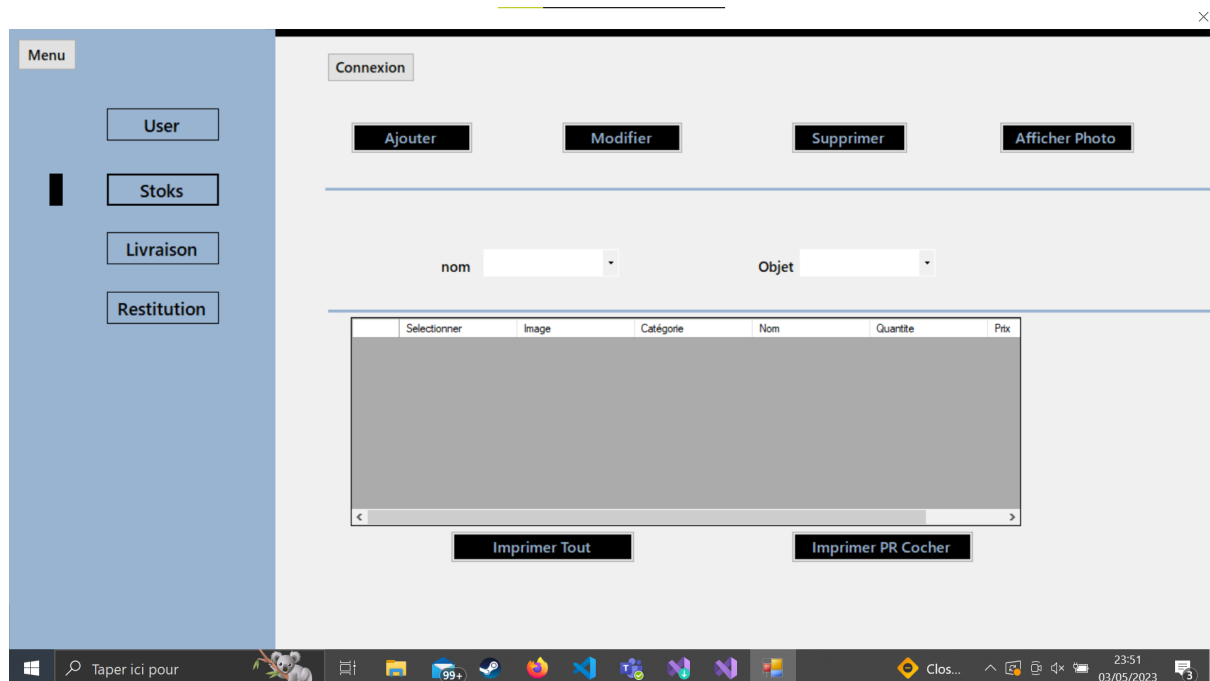 Menu
Connexion
User
Ajouter
Modifier
Supprimer
Afficher Photo
Stoks
Livraison
nom
Objet
Restitution
Selectionner
Image
Catégorie
Nom
Quantite
Prix
Imprimer Tout
Imprimer PR Cocher
Taper ici pour
99+
Clos...
23:51
03/05/2023
3